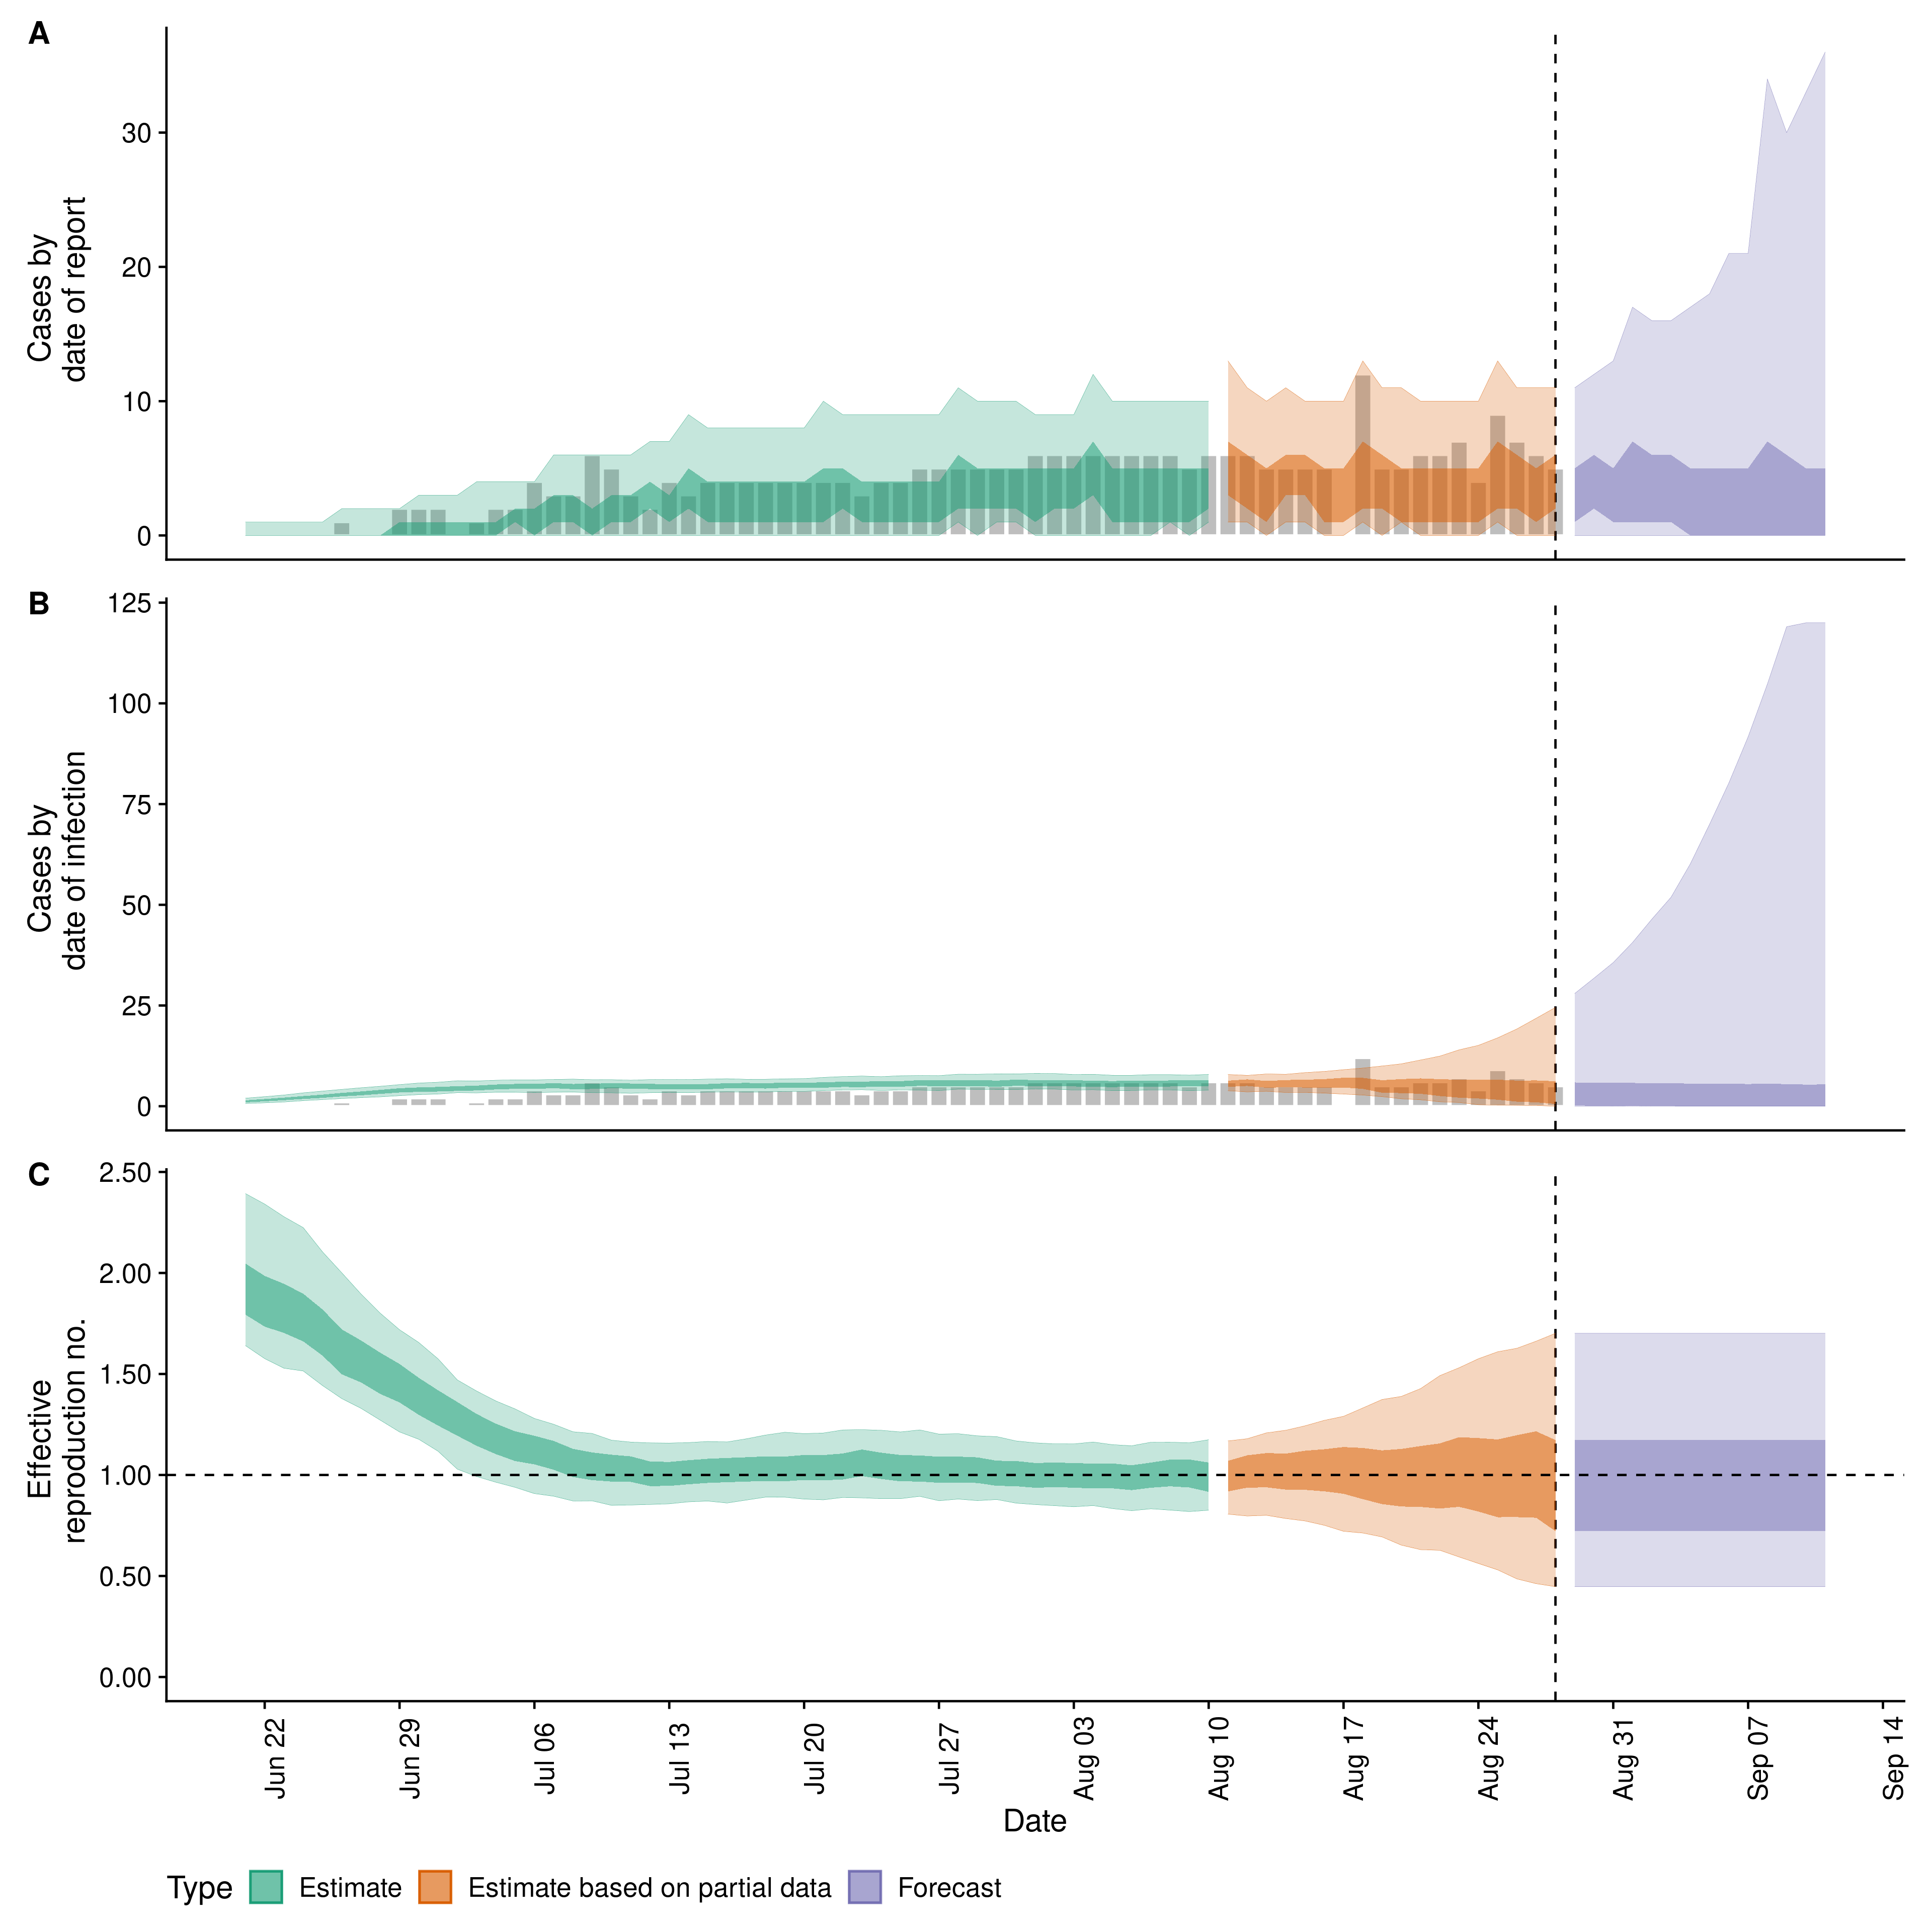 A
Cases by
date of report
30
20
10
0
B
Cases by
date of infection
125
100
75
50
25
0
C
Effective
reproduction no.
2.50
2.00
1.50
1.00
0.50
0.00
Jun 22
Jun 29
Jul 06
Jul 13
Jul 20
Jul 27
Aug 03
Aug 10
Aug 17
Aug 24
Aug 31
Sep 07
Sep 14
Date
Type Estimate Estimate based on partial data Forecast